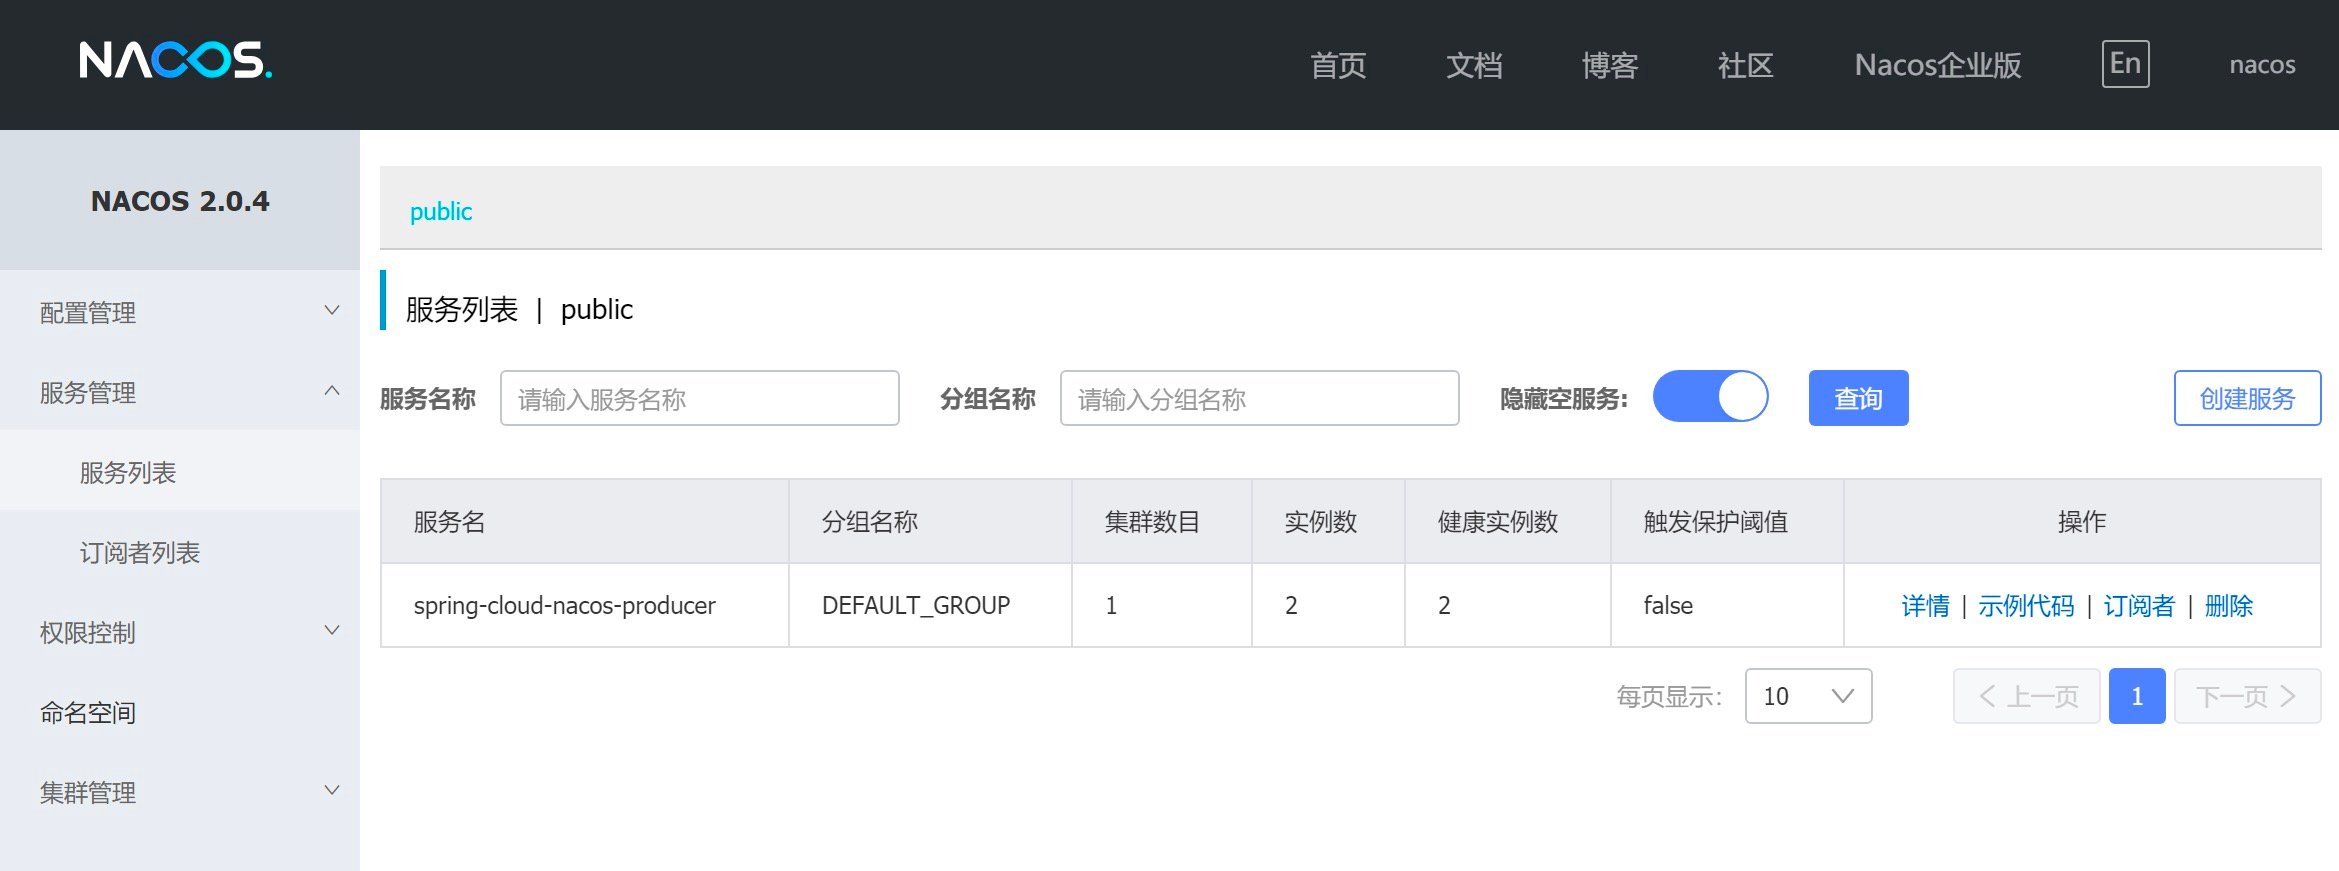 NACOS.
首页 文档 博客 社区 Nacos企业版 En nacos
NACOS 2.0.4
配置管理
服务管理
服务列表
订阅者列表
权限控制
命名空间
集群管理
public
服务列表 | public
服务名称 请输入服务名称 分组名称 请输入分组名称 隐藏空服务: 查询 创建服务
服务名 分组名称 集群数目 实例数 健康实例数 触发保护阈值 操作
spring-cloud-nacos-producer DEFAULT_GROUP 1 2 2 false 详情 | 示例代码 | 订阅者 | 删除
每页显示: 10 上一页 1 下一页